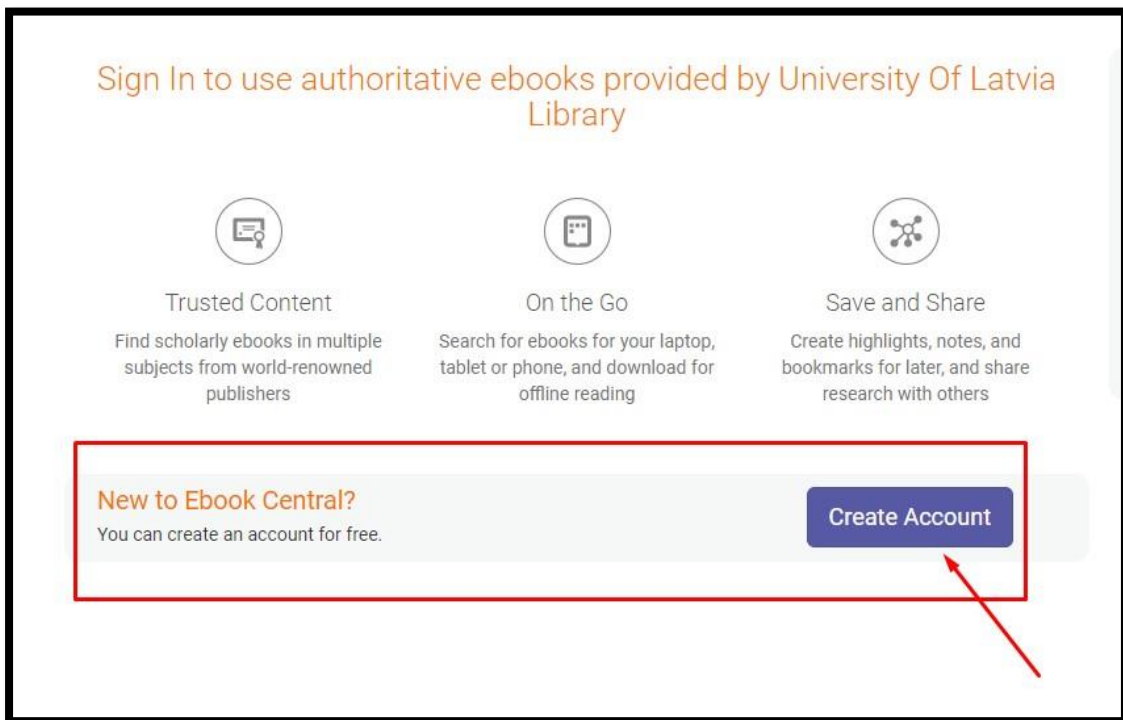 Sign In to use authoritative ebooks provided by University Of Latvia
Library
Trusted Content
Find scholarly ebooks in multiple
subjects from world-renowned
publishers
On the Go
Search for ebooks for your laptop,
tablet or phone, and download for
offline reading
Save and Share
Create highlights, notes, and
bookmarks for later, and share
research with others
New to Ebook Central?
You can create an account for free.
Create Account